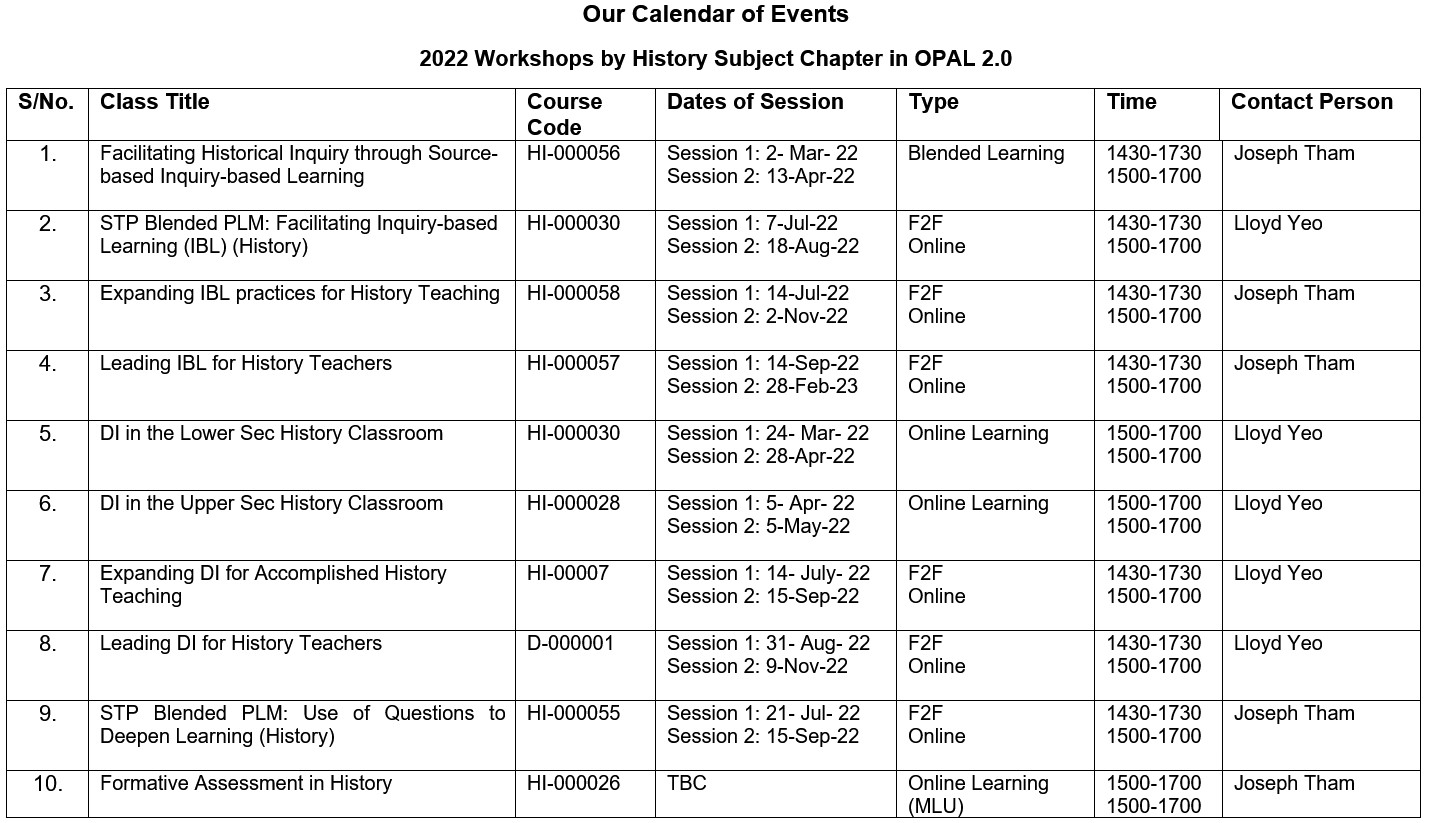 Our Calendar of Events
2022 Workshops by History Subject Chapter in OPAL 2.0
S/No. Class Title Course Code Dates of Session Type Time Contact Person
1. Facilitating Historical Inquiry through Source- HI-000056 Session 1: 2- Mar- 22 Blended Learning 1430-1730 Joseph Tham
based Inquiry-based Learning Session 2: 13-Apr-22 1500-1700
2. STP Blended PLM: Facilitating Inquiry-based HI-000030 Session 1: 7-Jul-22 F2F 1430-1730 Lloyd Yeo
Learning (IBL) (History) Session 2: 18-Aug-22 Online 1500-1700
3. Expanding IBL practices for History Teaching HI-000058 Session 1: 14-Jul-22 F2F 1430-1730 Joseph Tham
Session 2: 2-Nov-22 Online 1500-1700
4. Leading IBL for History Teachers HI-000057 Session 1: 14-Sep-22 F2F 1430-1730 Joseph Tham
Session 2: 28-Feb-23 Online 1500-1700
5. DI in the Lower Sec History Classroom HI-000030 Session 1: 24- Mar- 22 Online Learning 1500-1700 Lloyd Yeo
Session 2: 28-Apr-22 1500-1700
6. DI in the Upper Sec History Classroom HI-000028 Session 1: 5- Apr- 22 Online Learning 1500-1700 Lloyd Yeo
Session 2: 5-May-22 1500-1700
7. Expanding DI for Accomplished History HI-00007 Session 1: 14- July- 22 F2F 1430-1730 Lloyd Yeo
Teaching Session 2: 15-Sep-22 Online 1500-1700
8. Leading DI for History Teachers D-000001 Session 1: 31- Aug- 22 F2F 1430-1730 Lloyd Yeo
Session 2: 9-Nov-22 Online 1500-1700
9. STP Blended PLM: Use of Questions to HI-000055 Session 1: 21- Jul- 22 F2F 1430-1730 Joseph Tham
Deepen Learning (History) Session 2: 15-Sep-22 Online 1500-1700
10. Formative Assessment in History HI-000026 TBC Online Learning 1500-1700 Joseph Tham
(MLU) 1500-1700